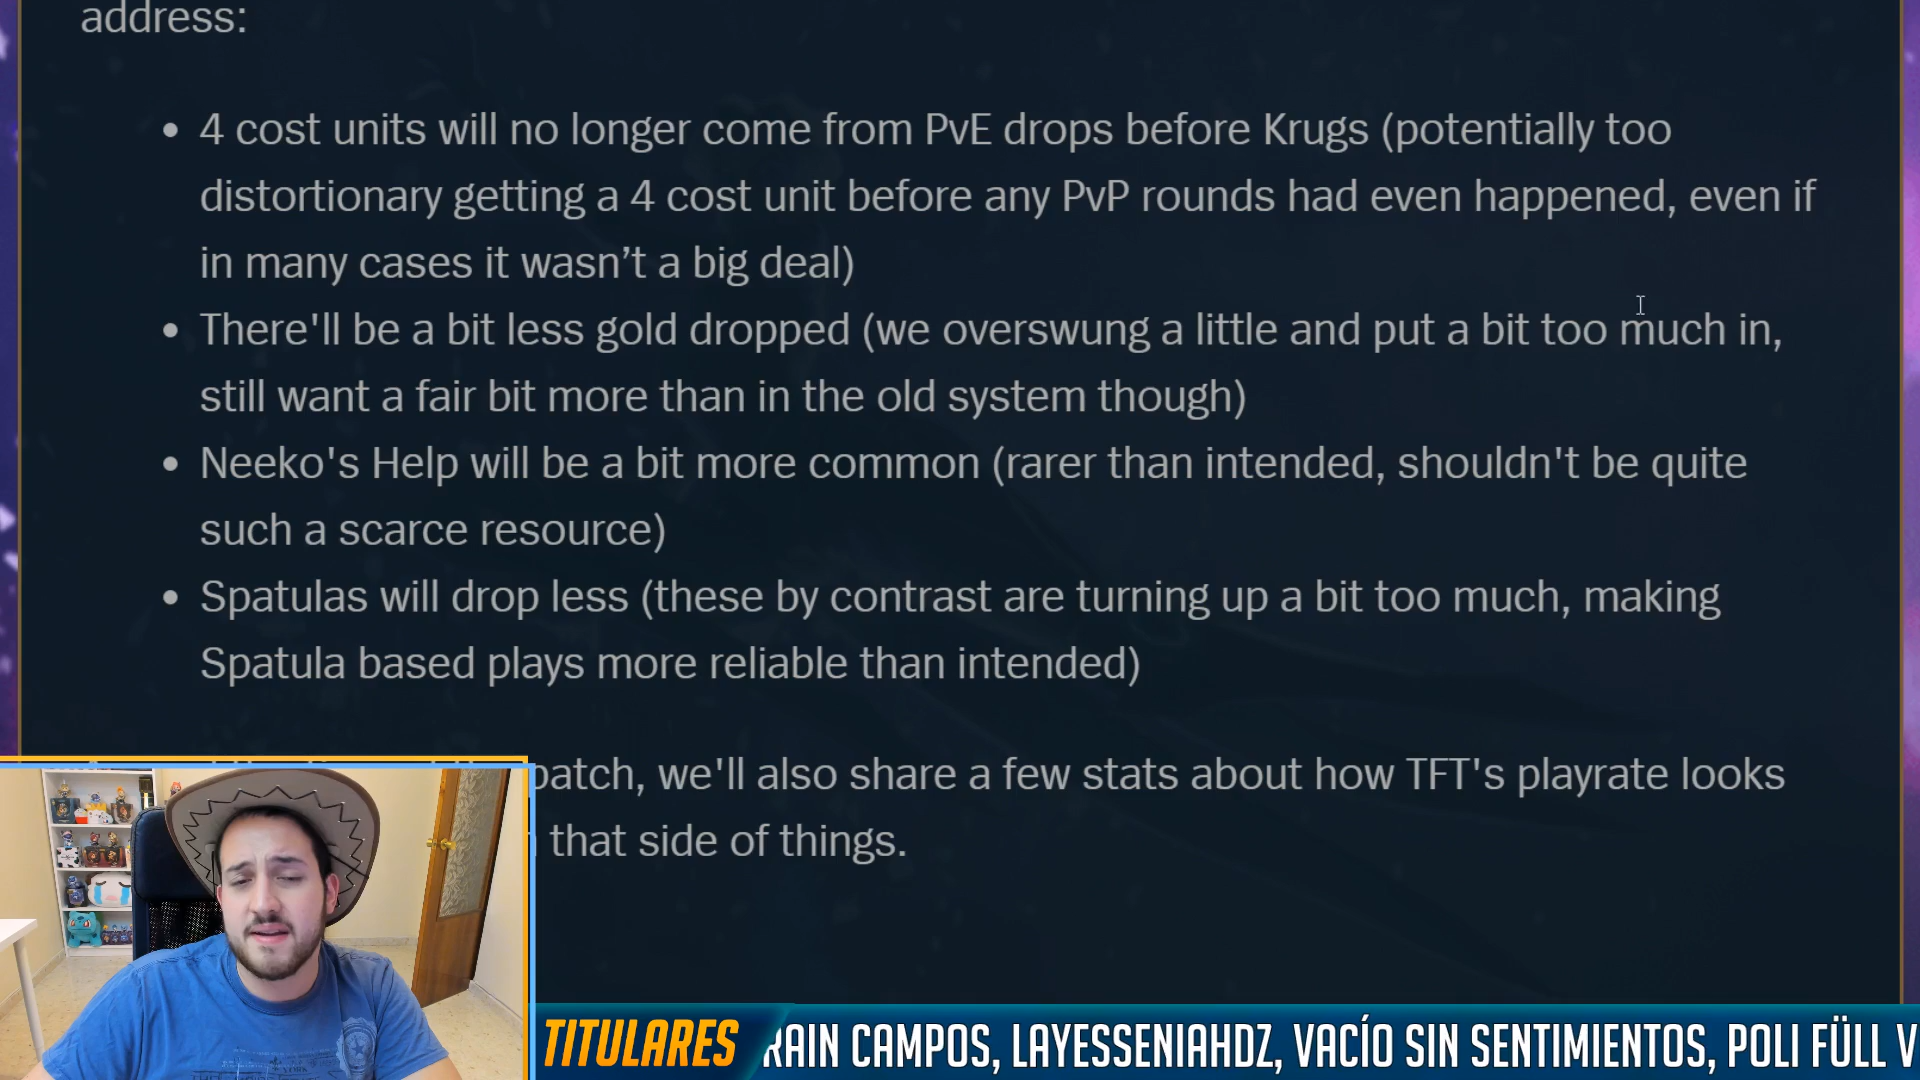 address:
• 4 cost units will no longer come from PvE drops before Krugs (potentially too
distortionary getting a 4 cost unit before any PvP rounds had even happened, even if
in many cases it wasn’t a big deal)
• There'll be a bit less gold dropped (we overswung a little and put a bit too much in,
still want a fair bit more than in the old system though)
• Neeko's Help will be a bit more common (rarer than intended, shouldn't be quite
such a scarce resource)
• Spatulas will drop less (these by contrast are turning up a bit too much, making
Spatula based plays more reliable than intended)
patch, we'll also share a few stats about how TFT's playrate looks
that side of things.
TITULARES RAIN CAMPOS, LAYESSENIAHDZ, VACÍO SIN SENTIMIENTOS, POLI FÜLL V